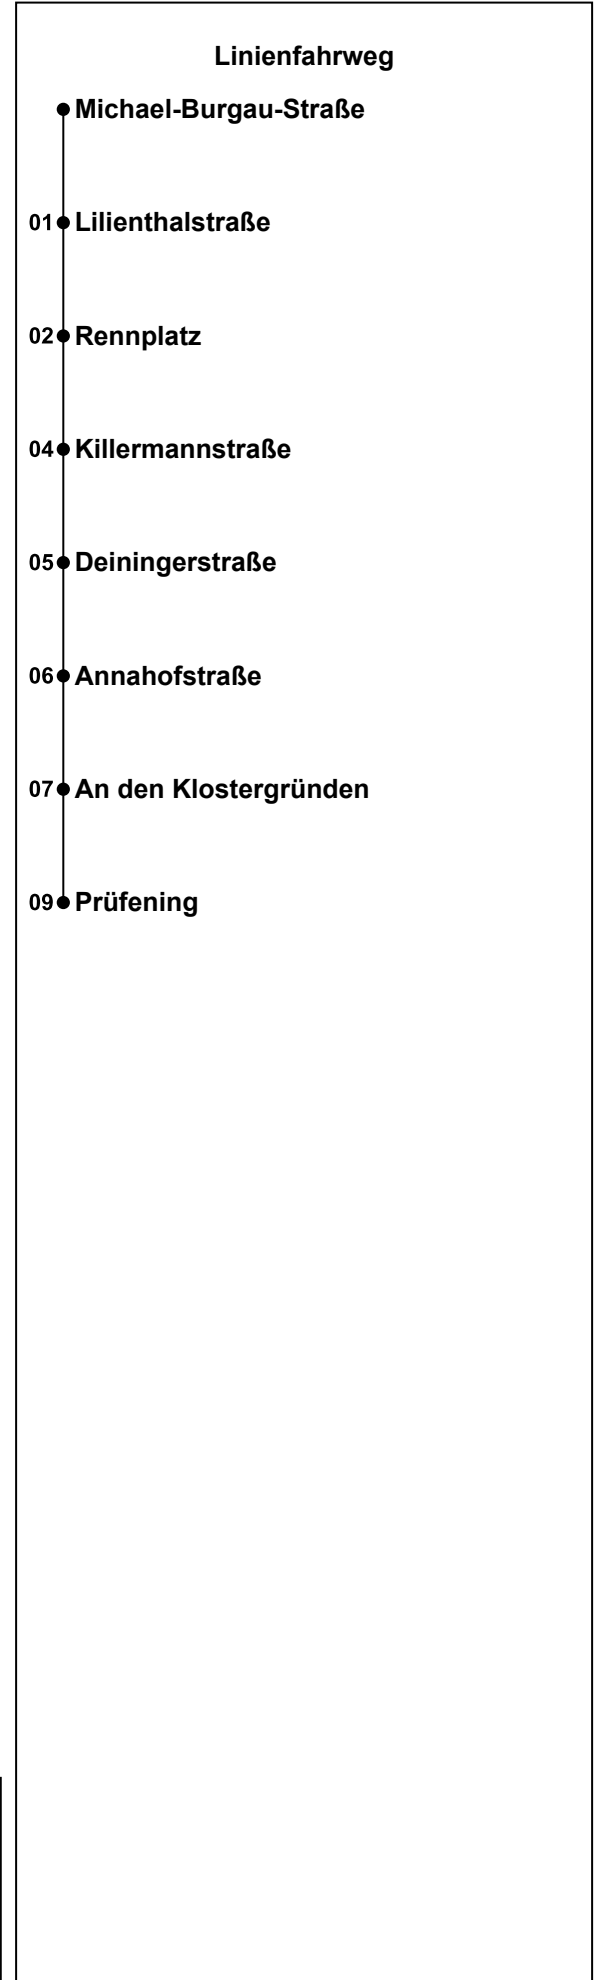 Linienfahrweg
Michael-Burgau-Straße
01 Lilienthalstraße
02 Rennplatz
04 Killermannstraße
05 Deiningerstraße
06 Annahofstraße
07 An den Klostergründen
09 Prüfening